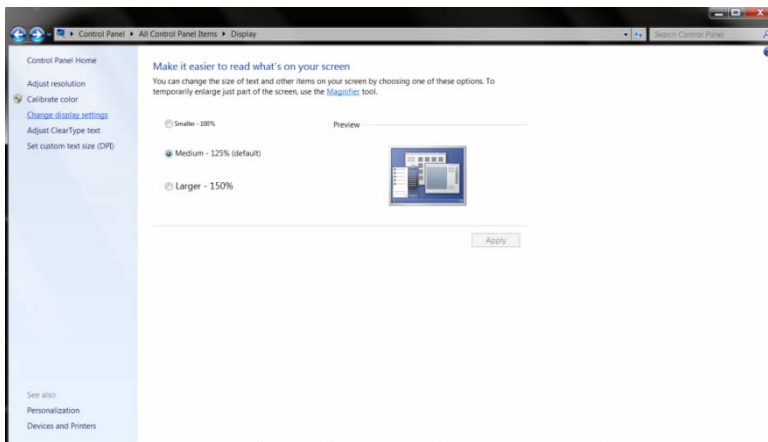 Control Panel ▸ All Control Panel Items ▸ Display
Search Control Panel
Control Panel Home
Adjust resolution
Calibrate color
Change display settings
Adjust ClearType text
Set custom text size (DPI)
Make it easier to read what's on your screen
You can change the size of text and other items on your screen by choosing one of these options. To
temporarily enlarge just part of the screen, use the Magnifier tool.
Smaller - 100%
Preview
Medium - 125% (default)
Larger - 150%
Apply
See also
Personalization
Devices and Printers